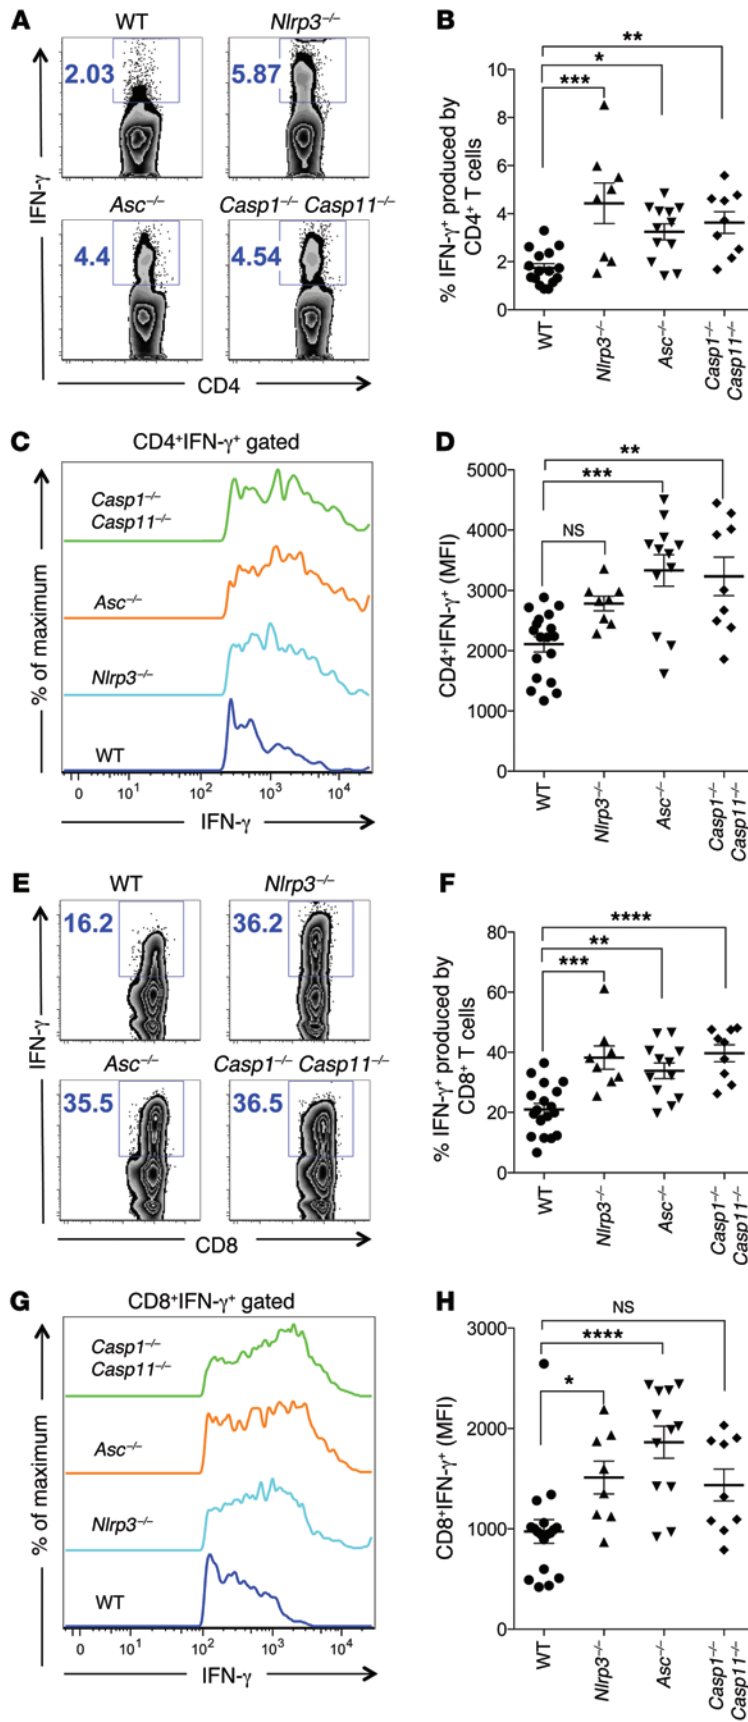 A
WT
Nlrp3–/–
2.03
5.87
Asc–/–
Casp1–/– Casp11–/–
4.4
4.54
IFN-γ
CD4
B
**
*
***
% IFN-γ+ produced by
CD4+ T cells
10
8
6
4
2
0
WT
Nlrp3–/–
Asc–/–
Casp1–/–
Casp11–/–
C
CD4+IFN-γ+ gated
Casp1–/–
Casp11–/–
Asc–/–
Nlrp3–/–
WT
% of maximum
0
10¹
10²
10³
10⁴
IFN-γ
D
**
***
NS
CD4+IFN-γ+ (MFI)
5000
4000
3000
2000
1000
0
WT
Nlrp3–/–
Asc–/–
Casp1–/–
Casp11–/–
E
WT
Nlrp3–/–
16.2
36.2
Asc–/–
Casp1–/– Casp11–/–
35.5
36.5
IFN-γ
CD8
F
****
**
***
% IFN-γ+ produced by
CD8+ T cells
80
60
40
20
0
WT
Nlrp3–/–
Asc–/–
Casp1–/–
Casp11–/–
G
CD8+IFN-γ+ gated
Casp1–/–
Casp11–/–
Asc–/–
Nlrp3–/–
WT
% of maximum
0
10¹
10²
10³
10⁴
IFN-γ
H
NS
****
*
CD8+IFN-γ+ (MFI)
3000
2000
1000
0
WT
Nlrp3–/–
Asc–/–
Casp1–/–
Casp11–/–